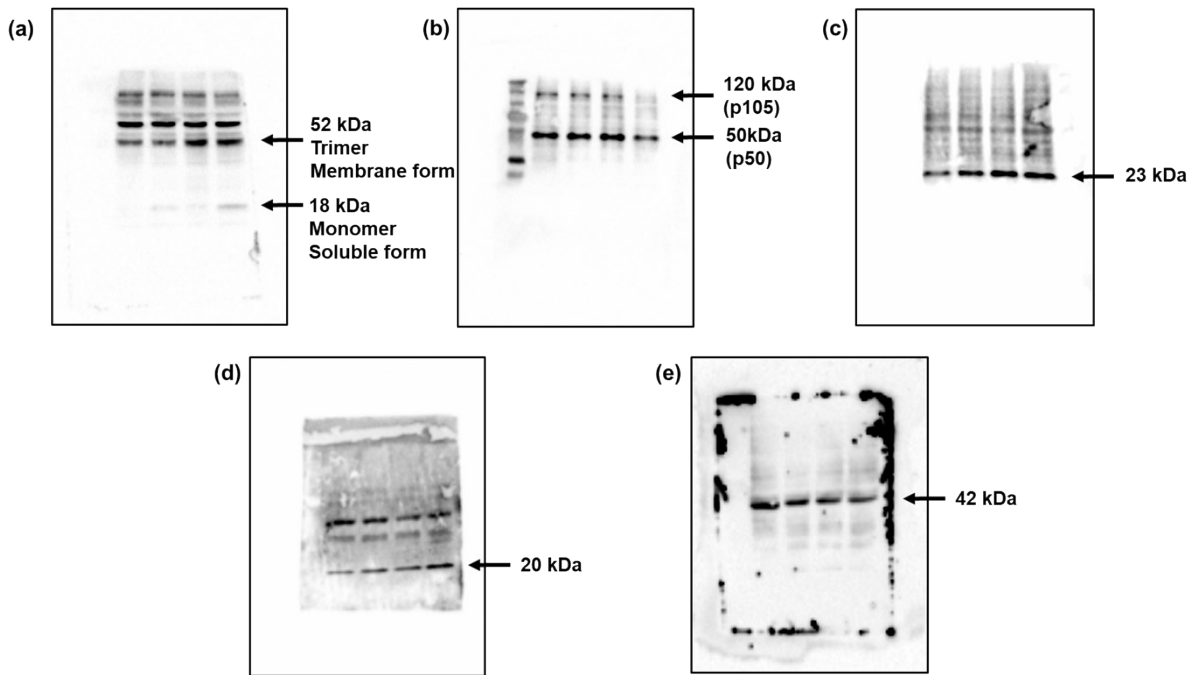 (a)
52 kDa
Trimer
Membrane form
18 kDa
Monomer
Soluble form
(b)
120 kDa
(p105)
50kDa
(p50)
(c)
23 kDa
(d)
20 kDa
(e)
42 kDa